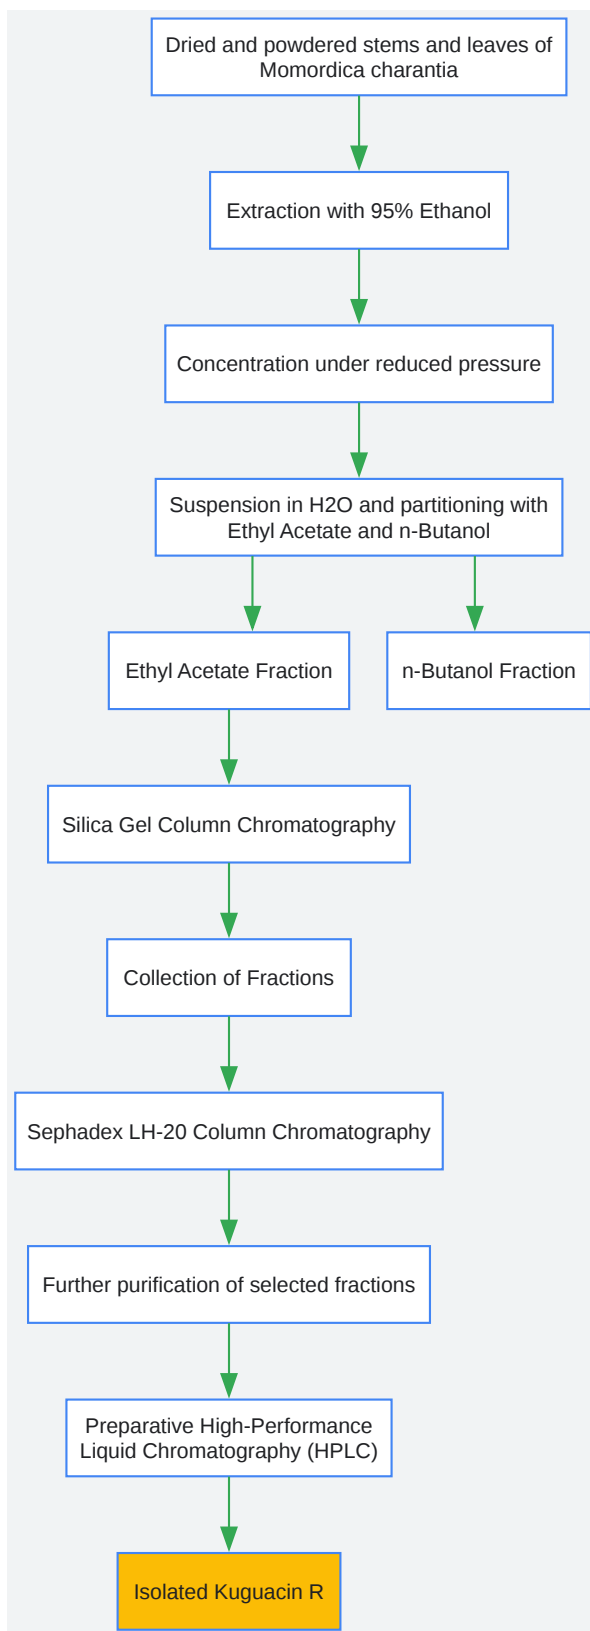 Dried and powdered stems and leaves of
Momordica charantia
Extraction with 95% Ethanol
Concentration under reduced pressure
Suspension in H2O and partitioning with
Ethyl Acetate and n-Butanol
Ethyl Acetate Fraction
n-Butanol Fraction
Silica Gel Column Chromatography
Collection of Fractions
Sephadex LH-20 Column Chromatography
Further purification of selected fractions
Preparative High-Performance
Liquid Chromatography (HPLC)
Isolated Kuguacin R